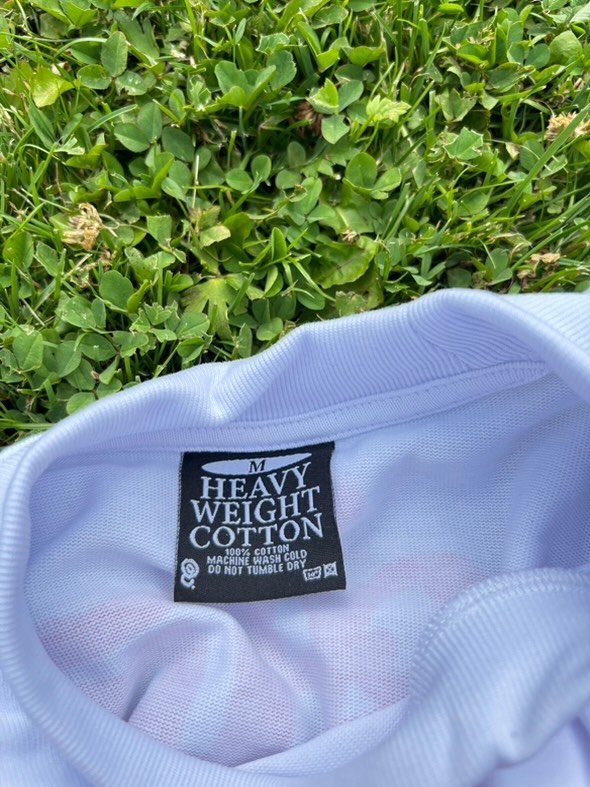 M
HEAVY
WEIGHT
COTTON
100% COTTON
MACHINE WASH COLD
DO NOT TUMBLE DRY